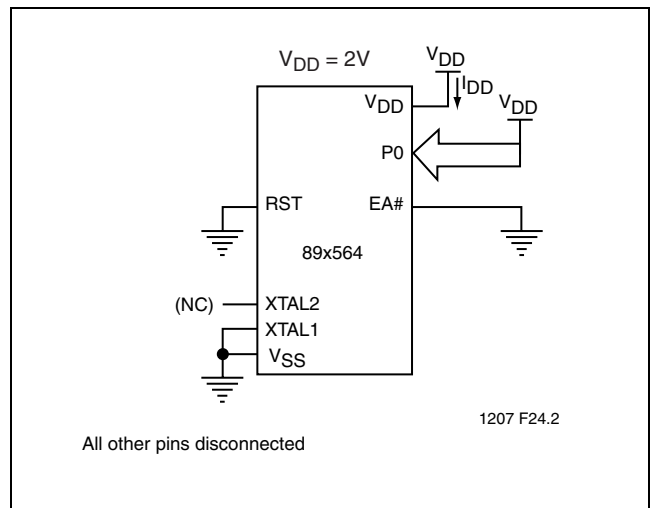 V_DD = 2V
V_DD
I_DD
V_DD
V_DD
P0
RST
EA#
89x564
(NC)
XTAL2
XTAL1
V_SS
1207 F24.2
All other pins disconnected